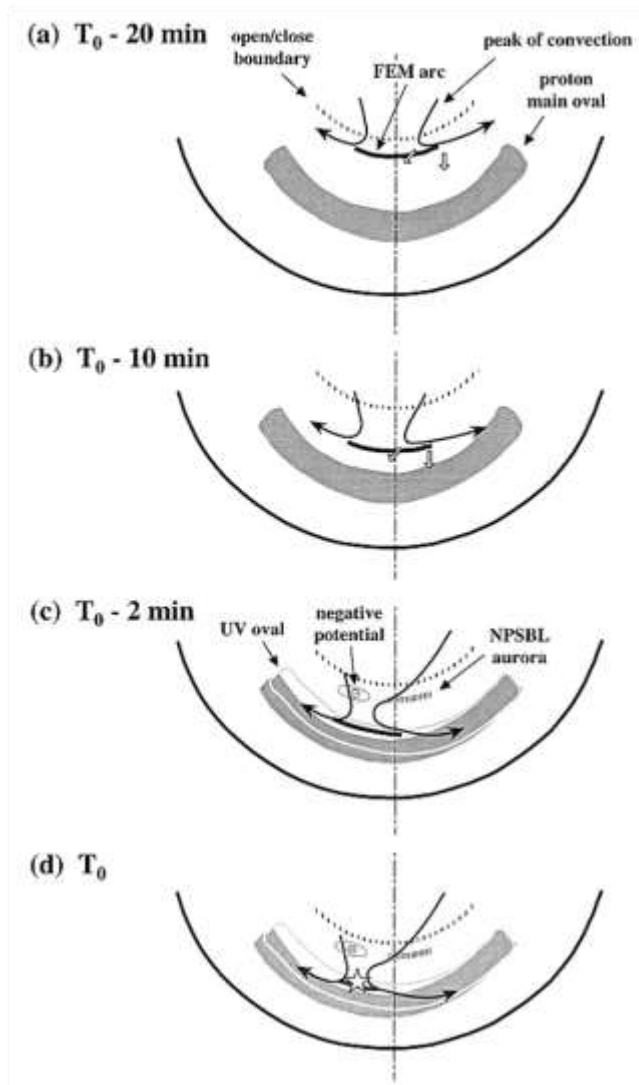 (a) T₀ - 20 min
open/close
boundary
FEM arc
peak of convection
proton
main oval
(b) T₀ - 10 min
(c) T₀ - 2 min
UV oval
negative
potential
NPSBL
aurora
(d) T₀